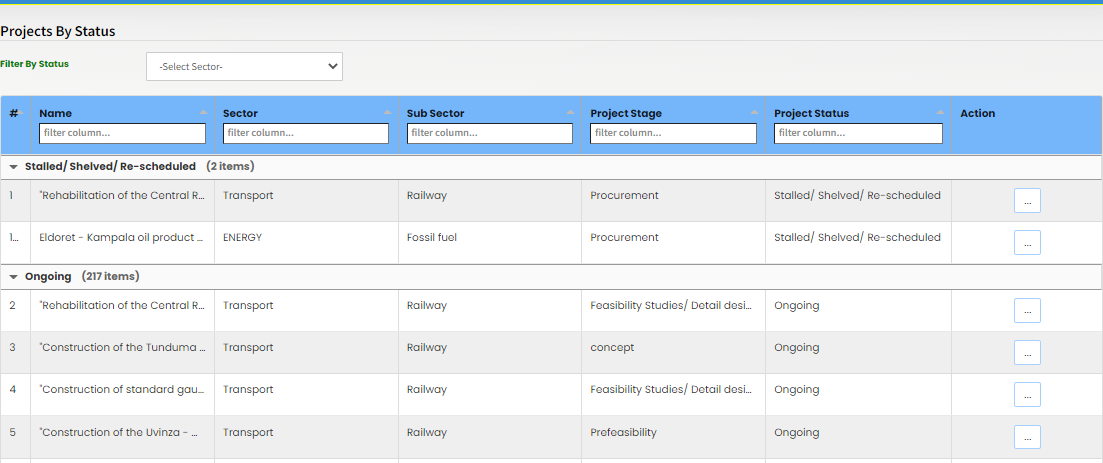 Projects By Status
Filter By Status -Select Sector-
# Name Sector Sub Sector Project Stage Project Status Action
filter column... filter column... filter column... filter column... filter column...
Stalled/ Shelved/ Re-scheduled (2 items)
1 "Rehabilitation of the Central R... Transport Railway Procurement Stalled/ Shelved/ Re-scheduled ...
1... Eldoret - Kampala oil product ... ENERGY Fossil fuel Procurement Stalled/ Shelved/ Re-scheduled ...
Ongoing (217 items)
2 "Rehabilitation of the Central R... Transport Railway Feasibility Studies/ Detail desi... Ongoing ...
3 "Construction of the Tunduma ... Transport Railway concept Ongoing ...
4 "Construction of standard gau... Transport Railway Feasibility Studies/ Detail desi... Ongoing ...
5 "Construction of the Uvinza - ... Transport Railway Prefeasibility Ongoing ...